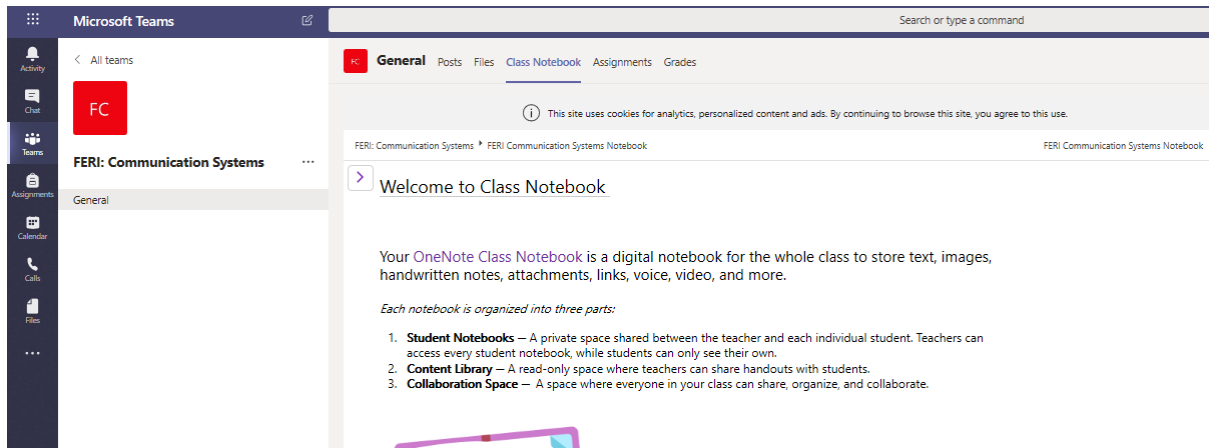 Microsoft Teams
Search or type a command
Activity
Chat
Teams
Assignments
Calendar
Calls
Files
All teams
FC
FERI: Communication Systems
General
FC
General Posts Files Class Notebook Assignments Grades
This site uses cookies for analytics, personalized content and ads. By continuing to browse this site, you agree to this use.
FERI: Communication Systems FERI Communication Systems Notebook
FERI Communication Systems Notebook
Welcome to Class Notebook
Your OneNote Class Notebook is a digital notebook for the whole class to store text, images,
handwritten notes, attachments, links, voice, video, and more.
Each notebook is organized into three parts:
1. Student Notebooks — A private space shared between the teacher and each individual student. Teachers can
access every student notebook, while students can only see their own.
2. Content Library — A read-only space where teachers can share handouts with students.
3. Collaboration Space — A space where everyone in your class can share, organize, and collaborate.